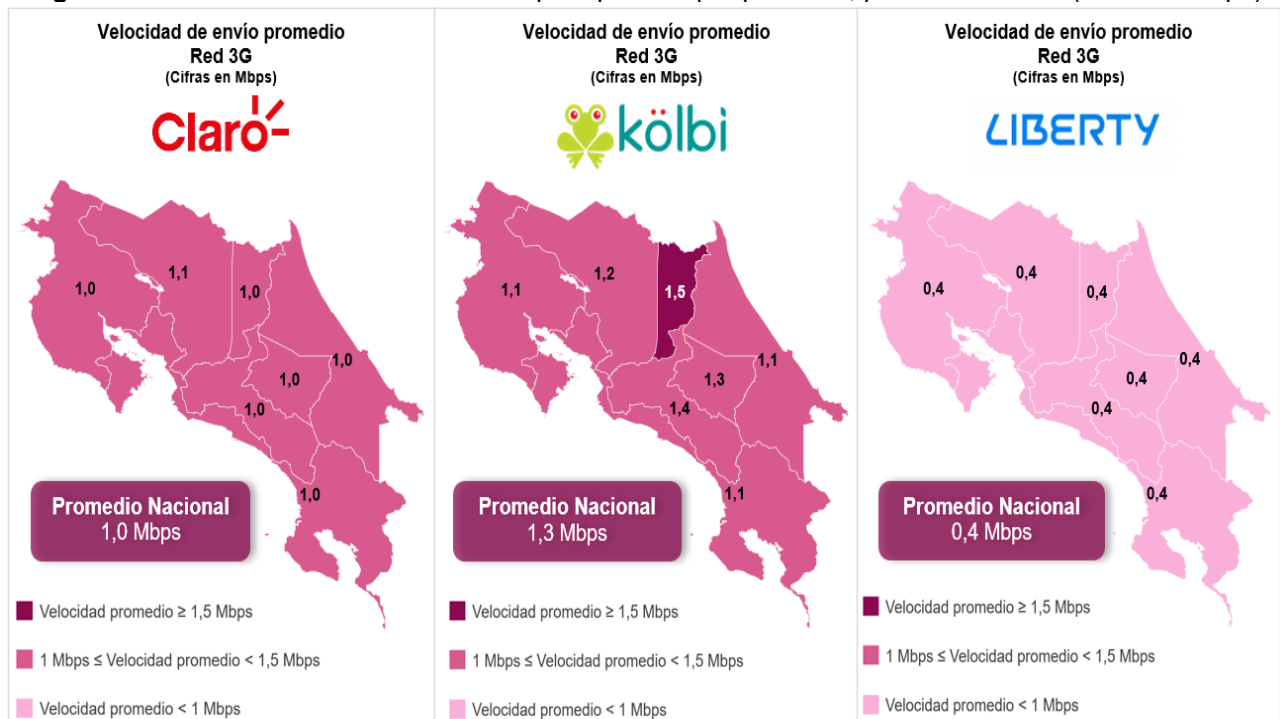 Velocidad de envío promedio
Red 3G
(Cifras en Mbps)
Claro
1,0
1,1
1,0
1,0
1,0
1,0
1,0
Promedio Nacional
1,0 Mbps
Velocidad promedio ≥ 1,5 Mbps
1 Mbps ≤ Velocidad promedio < 1,5 Mbps
Velocidad promedio < 1 Mbps
Velocidad de envío promedio
Red 3G
(Cifras en Mbps)
kölbi
1,1
1,2
1,5
1,1
1,3
1,4
1,1
Promedio Nacional
1,3 Mbps
Velocidad promedio ≥ 1,5 Mbps
1 Mbps ≤ Velocidad promedio < 1,5 Mbps
Velocidad promedio < 1 Mbps
Velocidad de envío promedio
Red 3G
(Cifras en Mbps)
LIBERTY
0,4
0,4
0,4
0,4
0,4
0,4
0,4
Promedio Nacional
0,4 Mbps
Velocidad promedio ≥ 1,5 Mbps
1 Mbps ≤ Velocidad promedio < 1,5 Mbps
Velocidad promedio < 1 Mbps